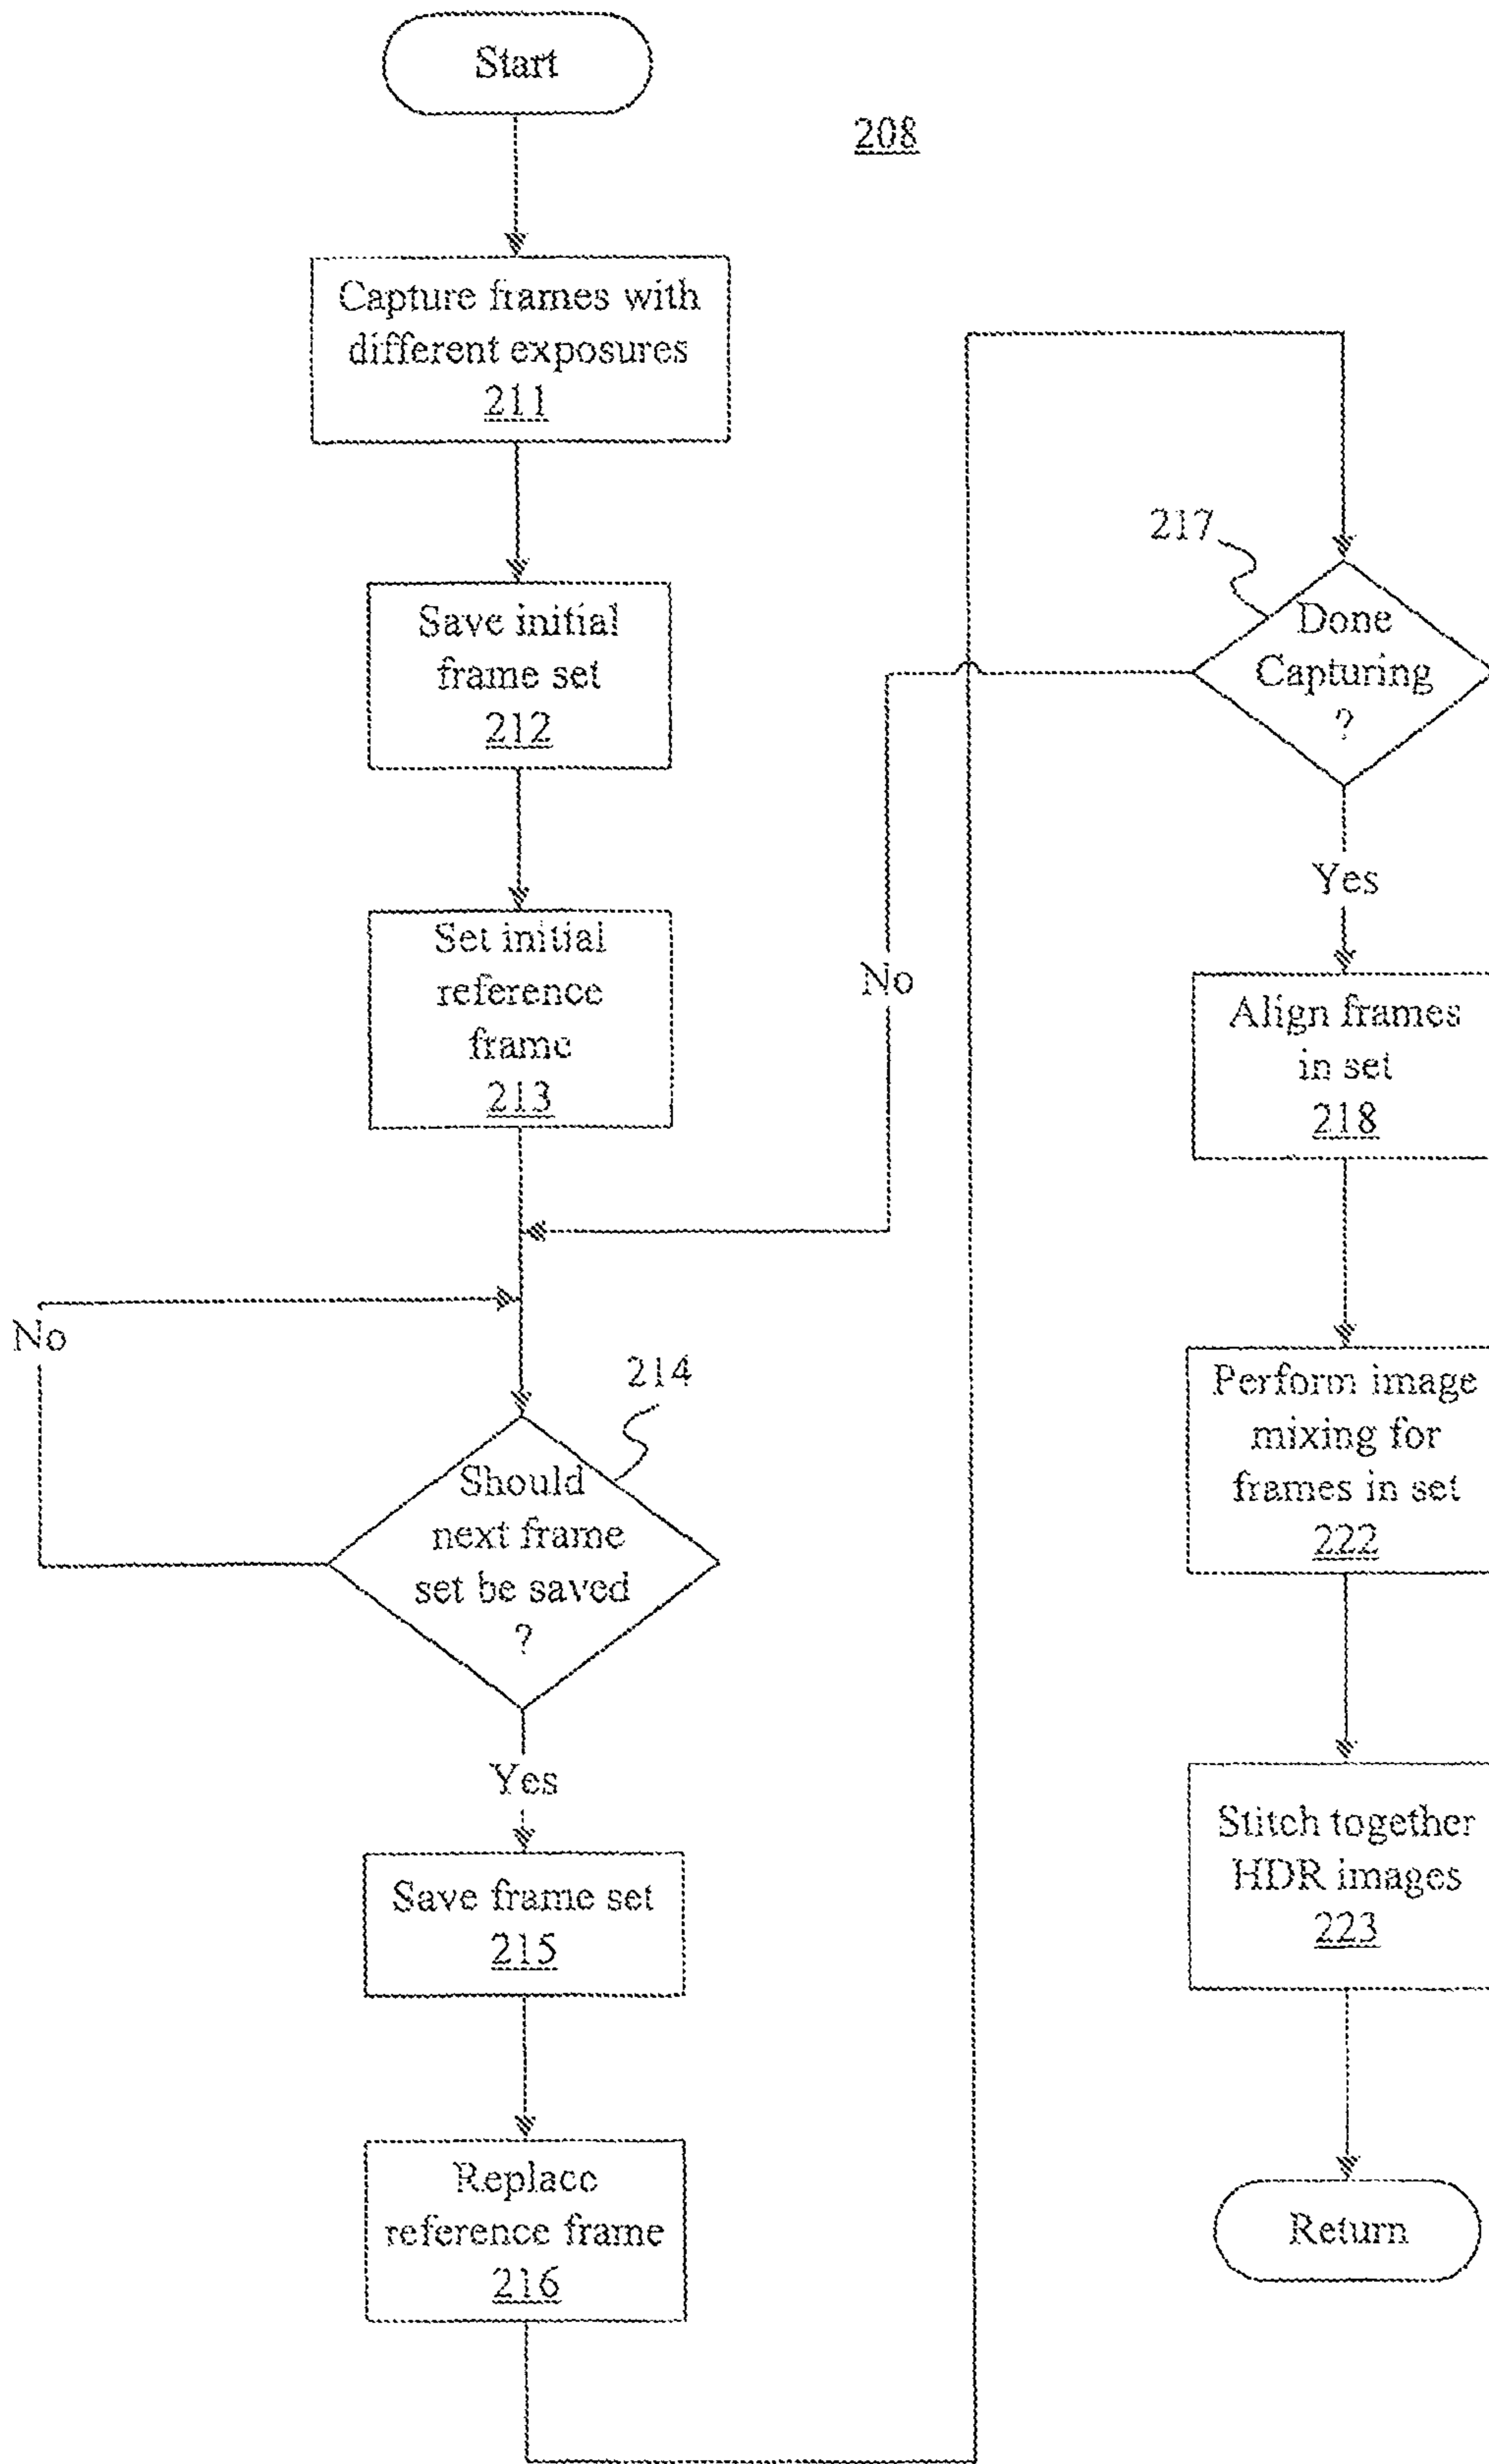 Start
208
Capture frames with
different exposures
211
Save initial
frame set
212
Set initial
reference
frame
213
No
214
Should
next frame
set be saved
?
Yes
Save frame set
215
Replace
reference frame
216
217
Done
Capturing
?
No
Yes
Align frames
in set
218
Perform image
mixing for
frames in set
222
Stitch together
HDR images
223
Return